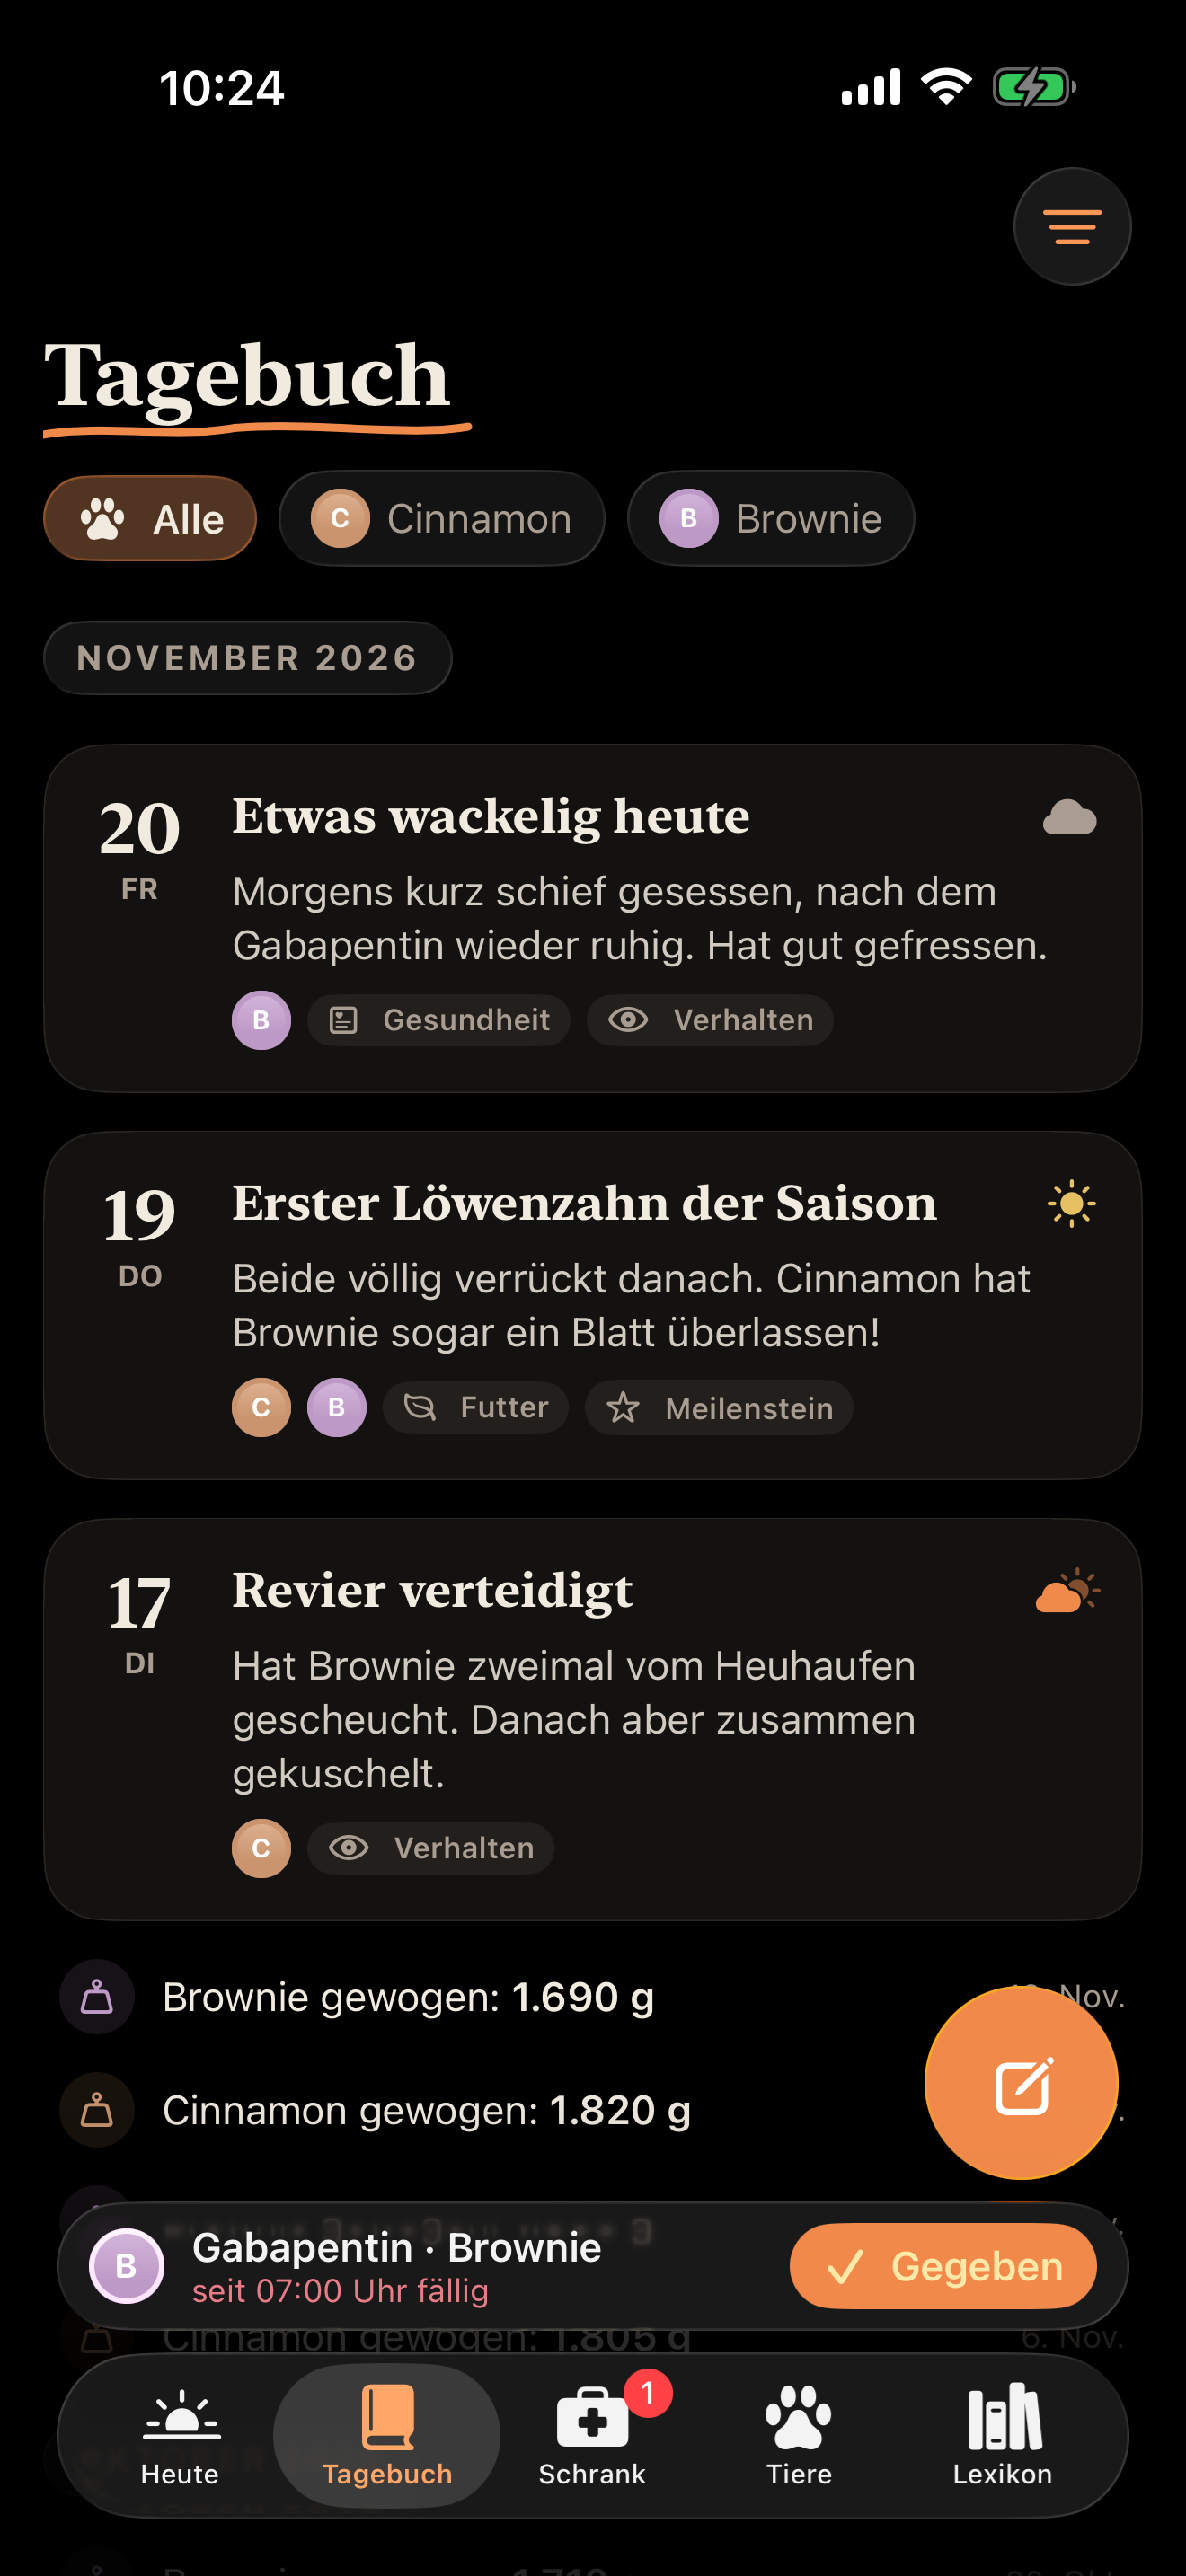 10:24
Tagebuch
Alle
C Cinnamon
B Brownie
NOVEMBER 2026
20
FR
Etwas wackelig heute
Morgens kurz schief gesessen, nach dem
Gabapentin wieder ruhig. Hat gut gefressen.
B Gesundheit Verhalten
19
DO
Erster Löwenzahn der Saison
Beide völlig verrückt danach. Cinnamon hat
Brownie sogar ein Blatt überlassen!
C B Futter Meilenstein
17
DI
Revier verteidigt
Hat Brownie zweimal vom Heuhaufen
gescheucht. Danach aber zusammen
gekuschelt.
C Verhalten
Brownie gewogen: 1.690 g
Nov.
Cinnamon gewogen: 1.820 g
B
Gabapentin · Brownie
seit 07:00 Uhr fällig
Gegeben
Cinnamon gewogen: 1.805 g
6. Nov.
Heute
Tagebuch
1
Schrank
Tiere
Lexikon